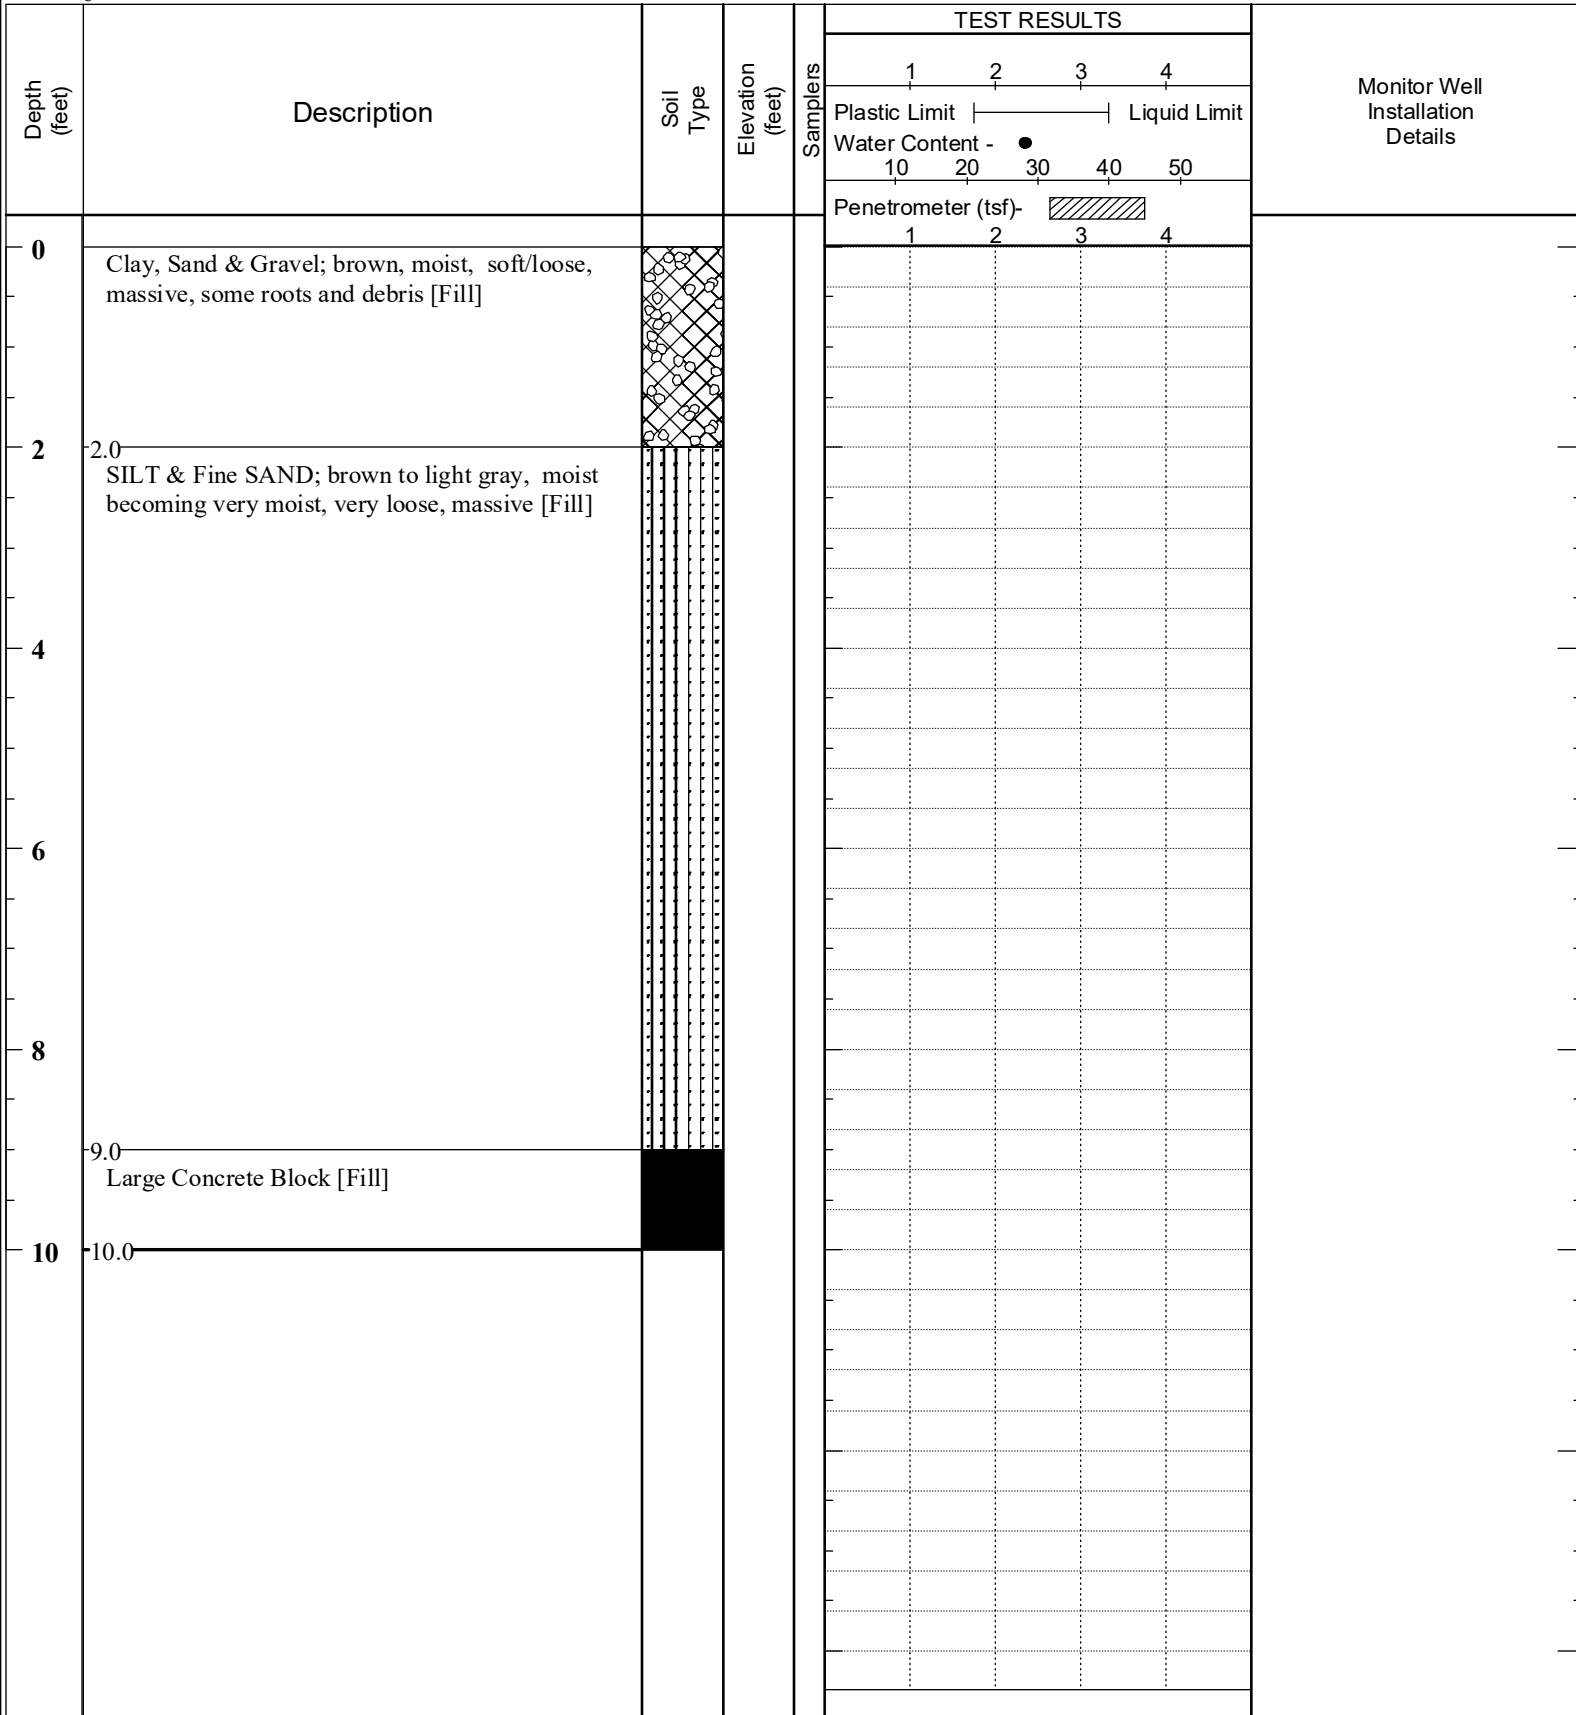 TEST RESULTS
Depth
(feet)
Description
Soil
Type
Elevation
(feet)
Samplers
1 2 3 4
Plastic Limit Liquid Limit
Water Content -
10 20 30 40 50
Penetrometer (tsf)-
1 2 3 4
Monitor Well
Installation
Details
0
Clay, Sand & Gravel; brown, moist, soft/loose,
massive, some roots and debris [Fill]
2
2.0
SILT & Fine SAND; brown to light gray, moist
becoming very moist, very loose, massive [Fill]
4
6
8
9.0
Large Concrete Block [Fill]
10
10.0